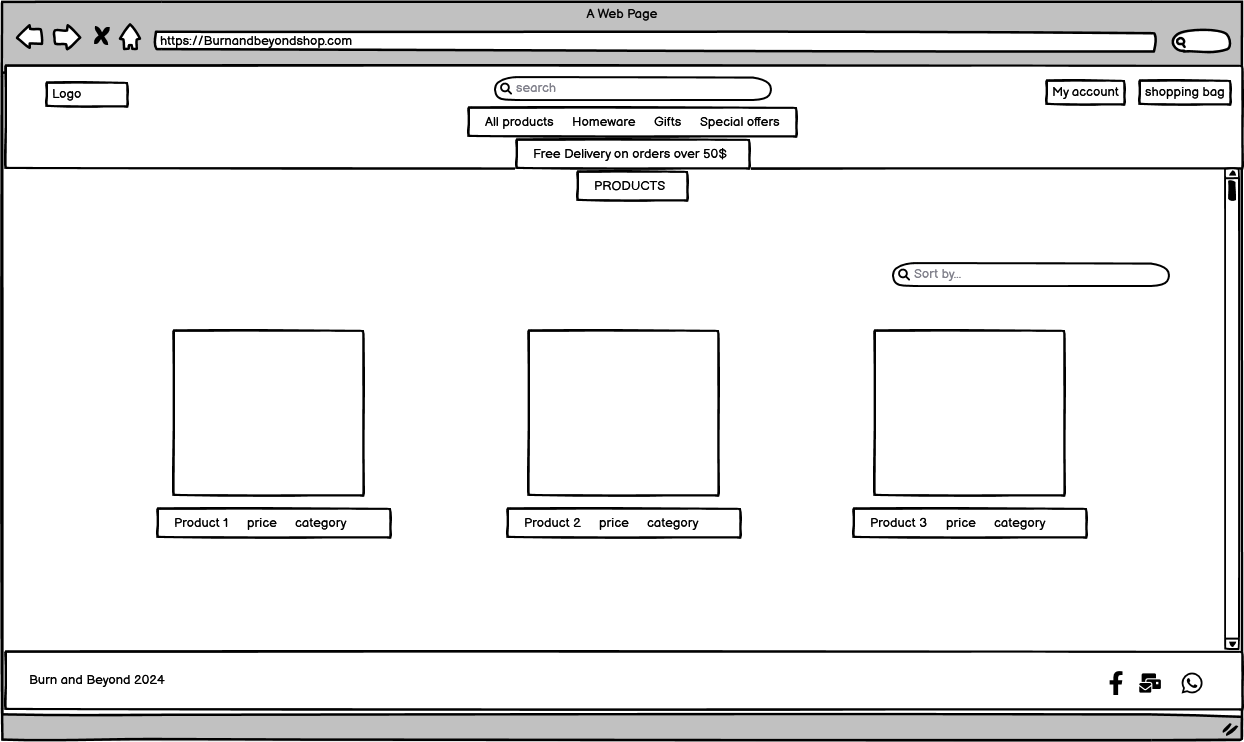 A Web Page
https://Burnandbeyondshop.com
Logo
search
My account
shopping bag
All products Homeware Gifts Special offers
Free Delivery on orders over 50$
PRODUCTS
Sort by...
Product 1 price category
Product 2 price category
Product 3 price category
Burn and Beyond 2024